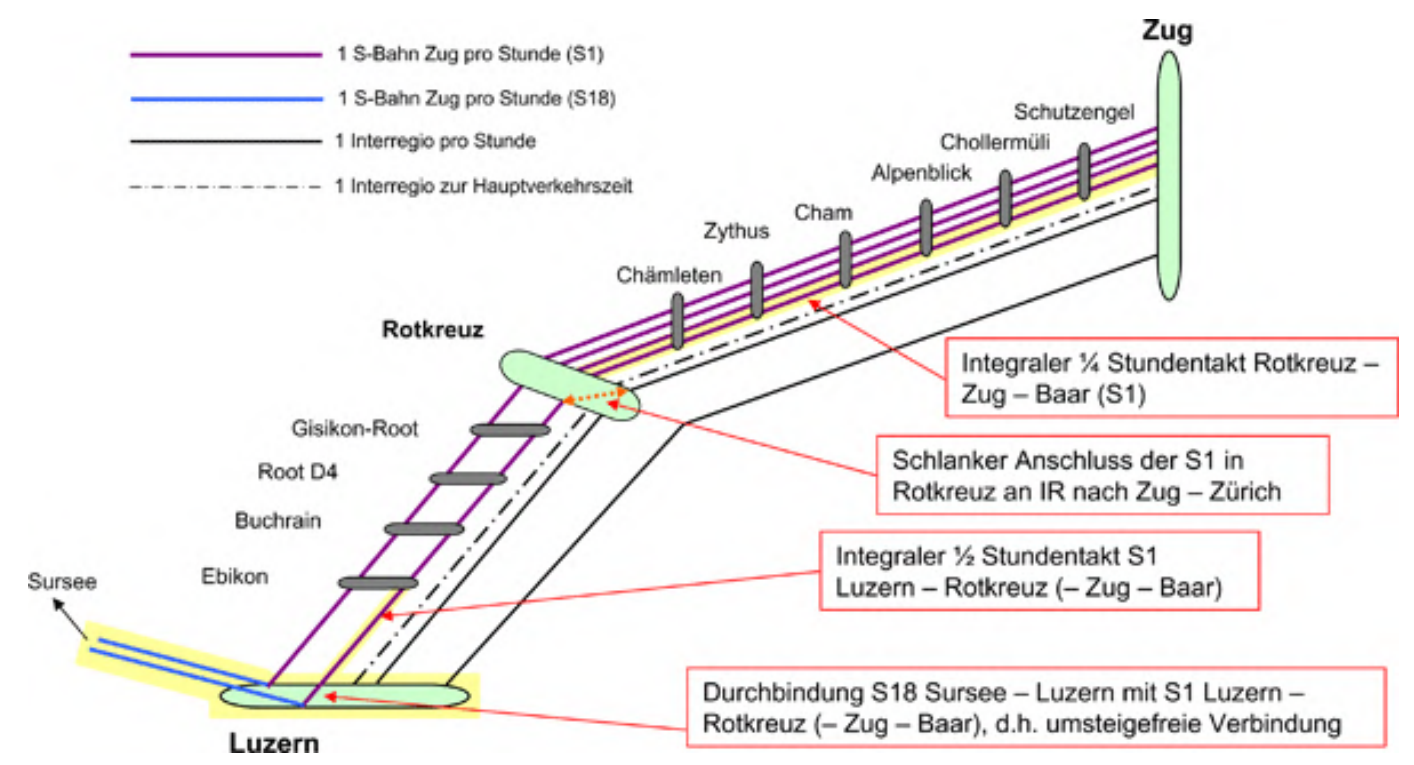 Zug
1 S-Bahn Zug pro Stunde (S1)
1 S-Bahn Zug pro Stunde (S18)
1 Interregio pro Stunde
1 Interregio zur Hauptverkehrszeit
Schutzengel
Chollermüli
Alpenblick
Cham
Zythus
Chämleten
Rotkreuz
Integraler ¼ Stundentakt Rotkreuz –
Zug – Baar (S1)
Gisikon-Root
Root D4
Buchrain
Ebikon
Schlanker Anschluss der S1 in
Rotkreuz an IR nach Zug – Zürich
Integraler ½ Stundentakt S1
Luzern – Rotkreuz (– Zug – Baar)
Sursee
Durchbindung S18 Sursee – Luzern mit S1 Luzern –
Rotkreuz (– Zug – Baar), d.h. umsteigefreie Verbindung
Luzern